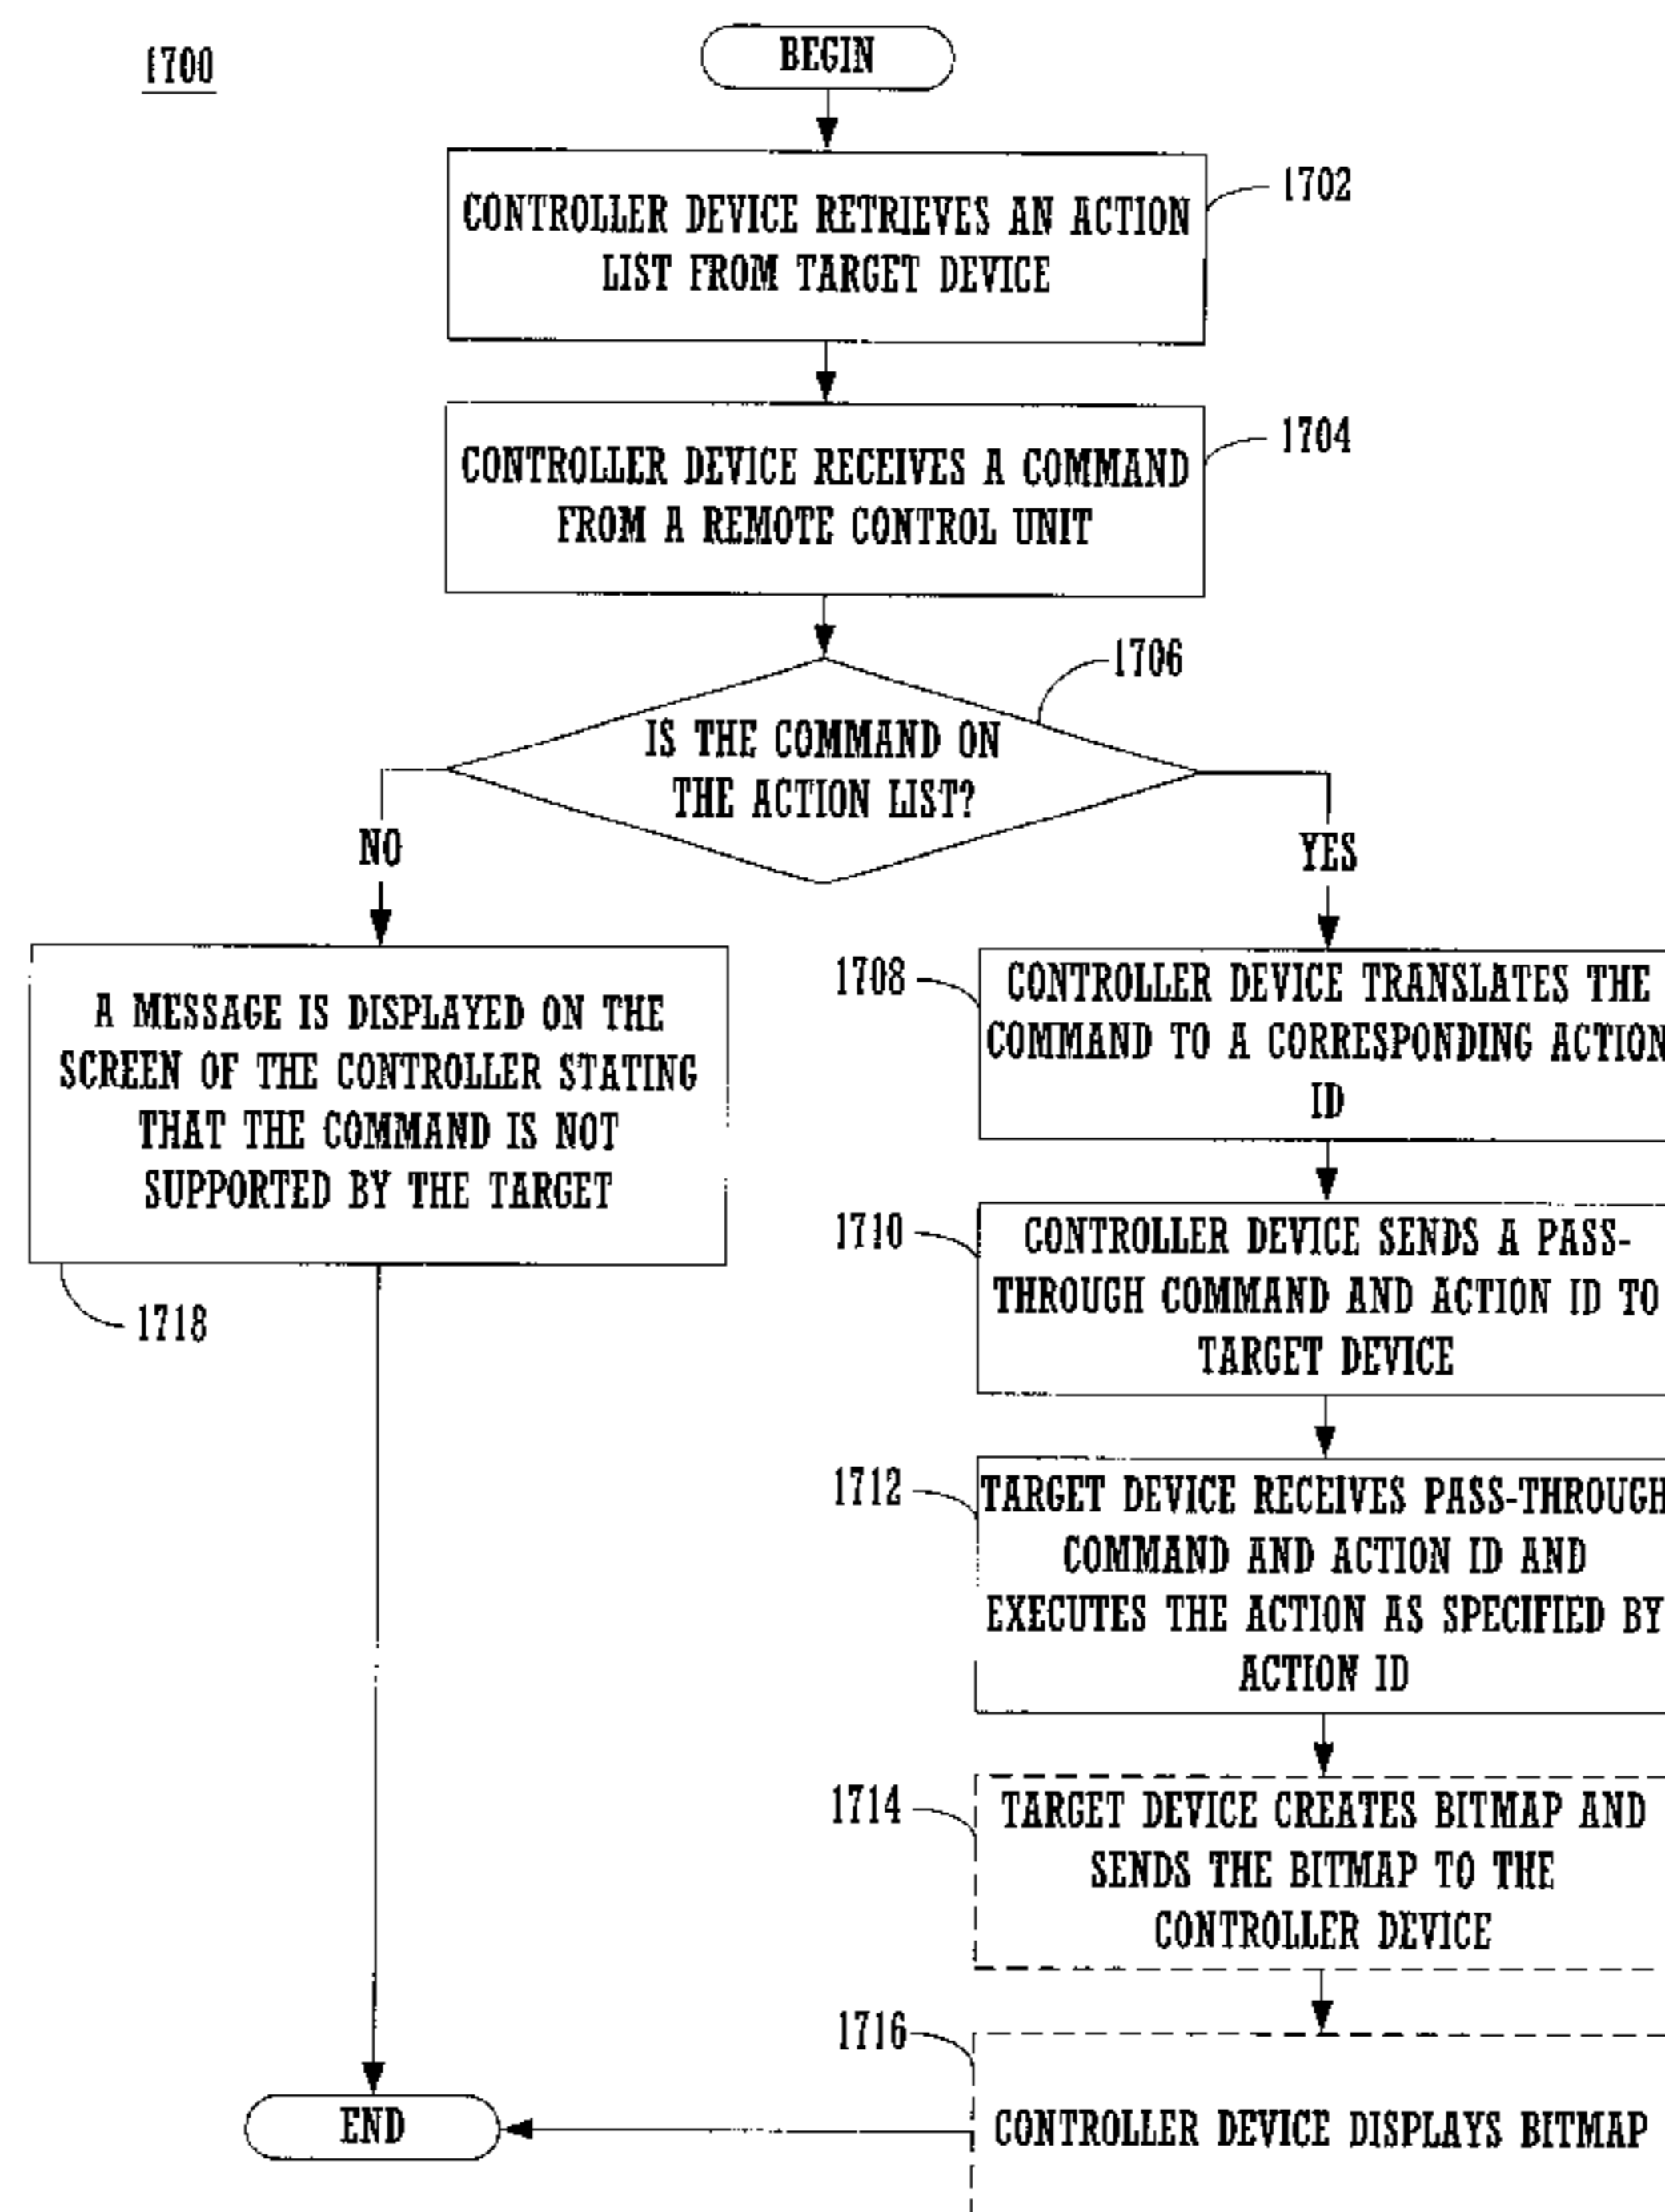 1700
BEGIN
CONTROLLER DEVICE RETRIEVES AN ACTION
LIST FROM TARGET DEVICE
1702
CONTROLLER DEVICE RECEIVES A COMMAND
FROM A REMOTE CONTROL UNIT
1704
IS THE COMMAND ON
THE ACTION LIST?
1706
NO
YES
A MESSAGE IS DISPLAYED ON THE
SCREEN OF THE CONTROLLER STATING
THAT THE COMMAND IS NOT
SUPPORTED BY THE TARGET
1718
1708
CONTROLLER DEVICE TRANSLATES THE
COMMAND TO A CORRESPONDING ACTION
ID
1710
CONTROLLER DEVICE SENDS A PASS-
THROUGH COMMAND AND ACTION ID TO
TARGET DEVICE
1712
TARGET DEVICE RECEIVES PASS-THROUGH
COMMAND AND ACTION ID AND
EXECUTES THE ACTION AS SPECIFIED BY
ACTION ID
1714
TARGET DEVICE CREATES BITMAP AND
SENDS THE BITMAP TO THE
CONTROLLER DEVICE
1716
CONTROLLER DEVICE DISPLAYS BITMAP
END